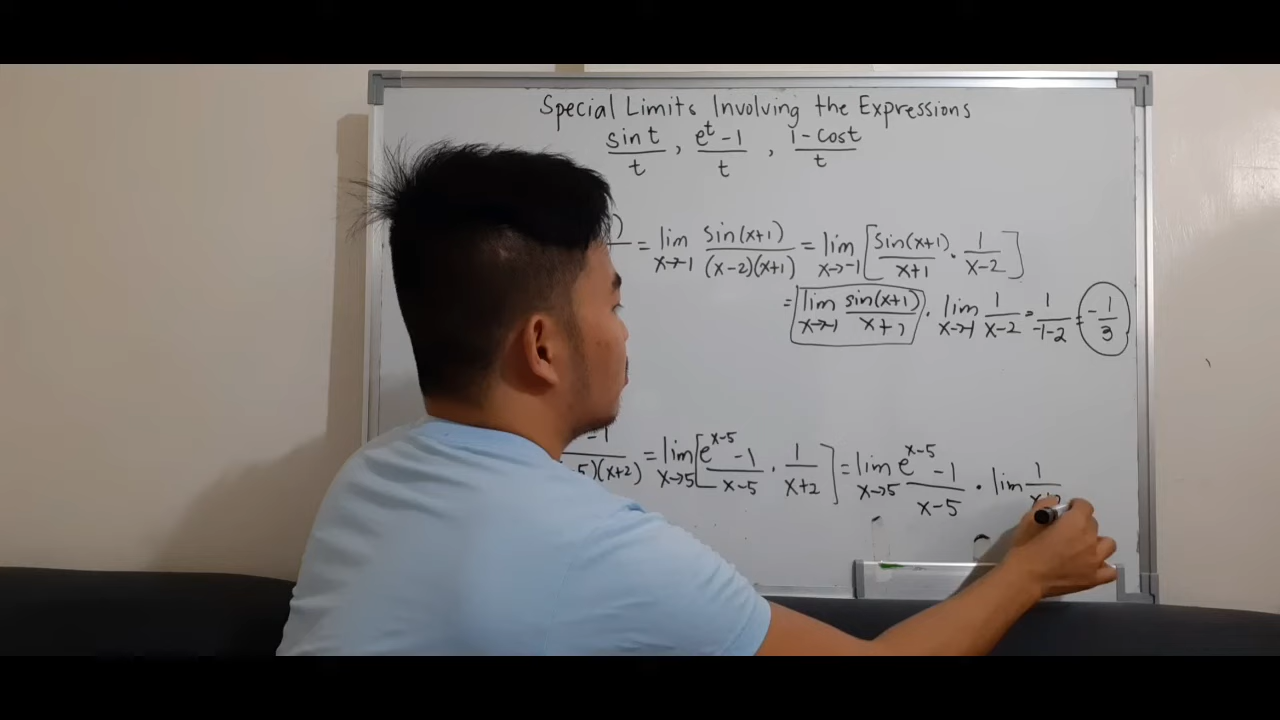 Special Limits Involving the Expressions
sin t / t , e^t - 1 / t , 1 - cos t / t
) = lim x→-1 sin(x+1) / (x-2)(x+1) = lim x→-1 [ sin(x+1) / x+1 · 1 / x-2 ]
= lim x→-1 sin(x+1) / x+1 · lim x→-1 1 / x-2 = 1 / -1-2 = - 1 / 3
-1 / 5)(x+2) = lim x→5 [ e^x-5 - 1 / x-5 · 1 / x+2 ] = lim x→5 e^x-5 - 1 / x-5 · lim 1 /